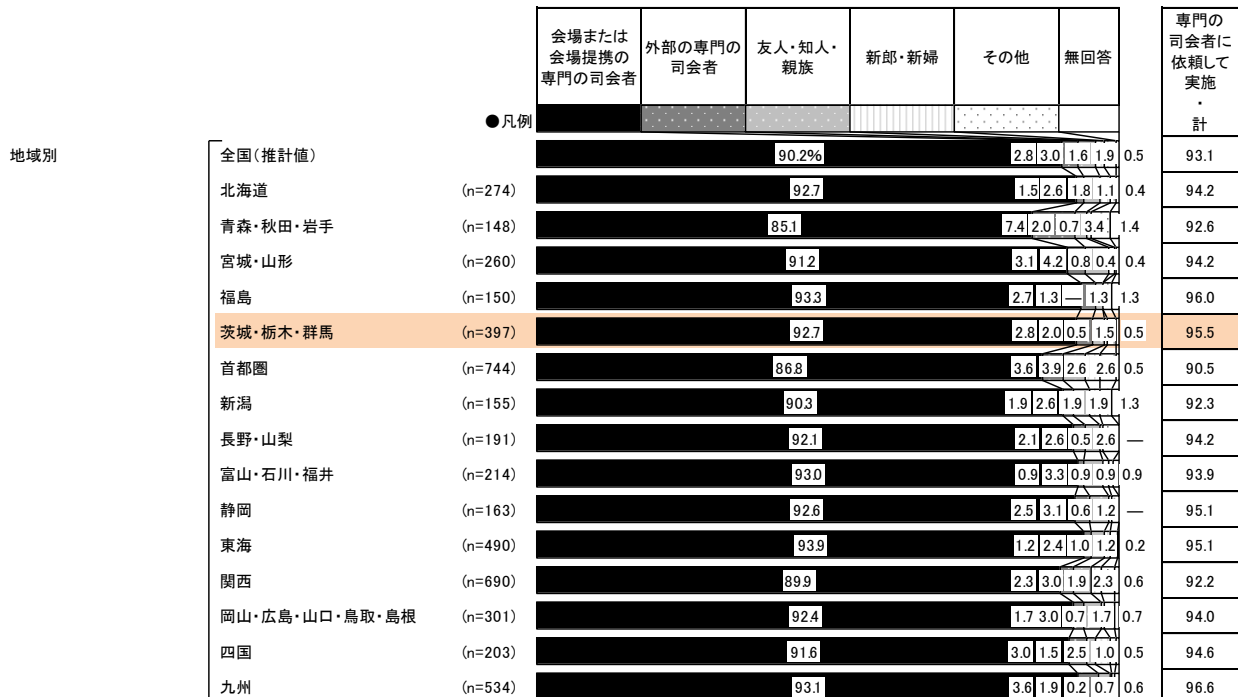 会場または
会場提携の
専門の司会者
外部の専門の
司会者
友人・知人・
親族
新郎・新婦
その他
無回答
専門の
司会者に
依頼して
実施
・
計
●凡例
地域別
全国(推計値) 90.2% 2.8 3.0 1.6 1.9 0.5 93.1
北海道 (n=274) 92.7 1.5 2.6 1.8 1.1 0.4 94.2
青森・秋田・岩手 (n=148) 85.1 7.4 2.0 0.7 3.4 1.4 92.6
宮城・山形 (n=260) 91.2 3.1 4.2 0.8 0.4 0.4 94.2
福島 (n=150) 93.3 2.7 1.3 ― 1.3 1.3 96.0
茨城・栃木・群馬 (n=397) 92.7 2.8 2.0 0.5 1.5 0.5 95.5
首都圏 (n=744) 86.8 3.6 3.9 2.6 2.6 0.5 90.5
新潟 (n=155) 90.3 1.9 2.6 1.9 1.9 1.3 92.3
長野・山梨 (n=191) 92.1 2.1 2.6 0.5 2.6 ― 94.2
富山・石川・福井 (n=214) 93.0 0.9 3.3 0.9 0.9 0.9 93.9
静岡 (n=163) 92.6 2.5 3.1 0.6 1.2 ― 95.1
東海 (n=490) 93.9 1.2 2.4 1.0 1.2 0.2 95.1
関西 (n=690) 89.9 2.3 3.0 1.9 2.3 0.6 92.2
岡山・広島・山口・鳥取・島根 (n=301) 92.4 1.7 3.0 0.7 1.7 0.7 94.0
四国 (n=203) 91.6 3.0 1.5 2.5 1.0 0.5 94.6
九州 (n=534) 93.1 3.6 1.9 0.2 0.7 0.6 96.6